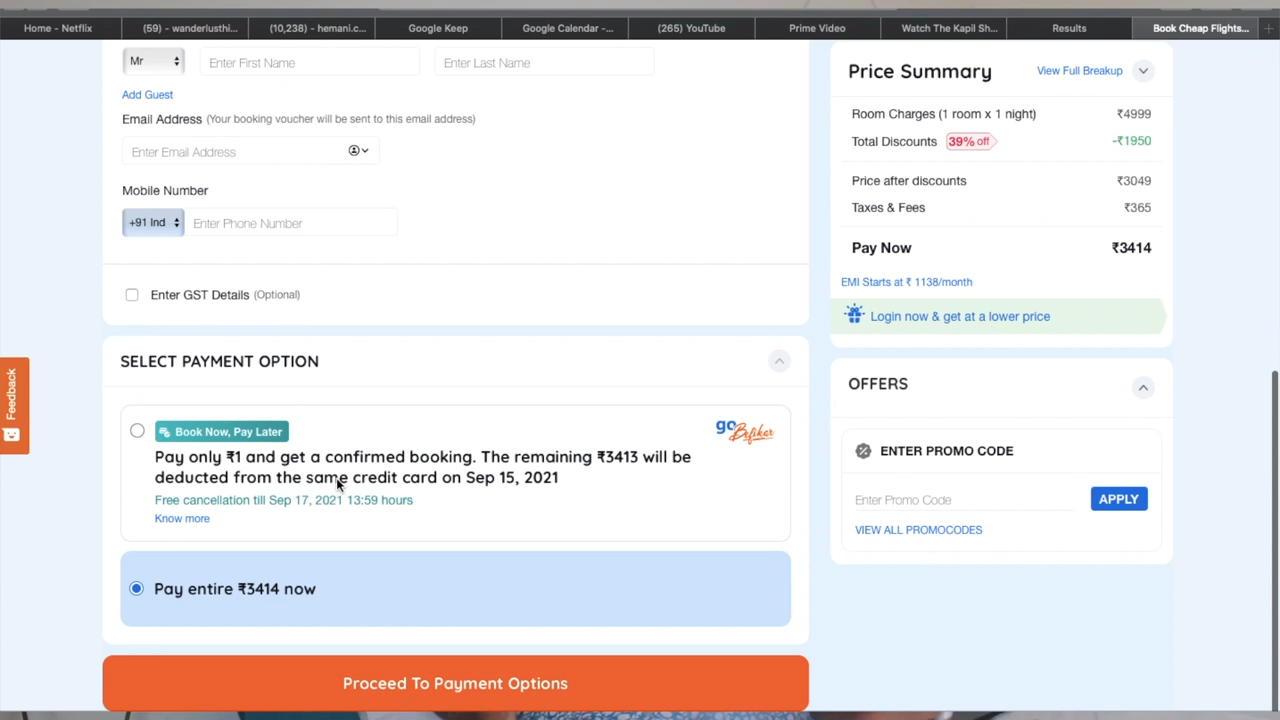 Home - Netflix
(59) - wanderlusthi...
(10,238) - hemani.c...
Google Keep
Google Calendar -...
(265) YouTube
Prime Video
Watch The Kapil Sh...
Results
Book Cheap Flights...
Mr
Enter First Name
Enter Last Name
Add Guest
Email Address (Your booking voucher will be sent to this email address)
Enter Email Address
Mobile Number
+91 Ind
Enter Phone Number
Enter GST Details (Optional)
SELECT PAYMENT OPTION
Book Now, Pay Later
go Befikar
Pay only ₹1 and get a confirmed booking. The remaining ₹3413 will be
deducted from the same credit card on Sep 15, 2021
Free cancellation till Sep 17, 2021 13:59 hours
Know more
Pay entire ₹3414 now
Proceed To Payment Options
Feedback
Price Summary
View Full Breakup
Room Charges (1 room x 1 night) ₹4999
Total Discounts 39% off -₹1950
Price after discounts ₹3049
Taxes & Fees ₹365
Pay Now ₹3414
EMI Starts at ₹ 1138/month
Login now & get at a lower price
OFFERS
ENTER PROMO CODE
Enter Promo Code
APPLY
VIEW ALL PROMOCODES